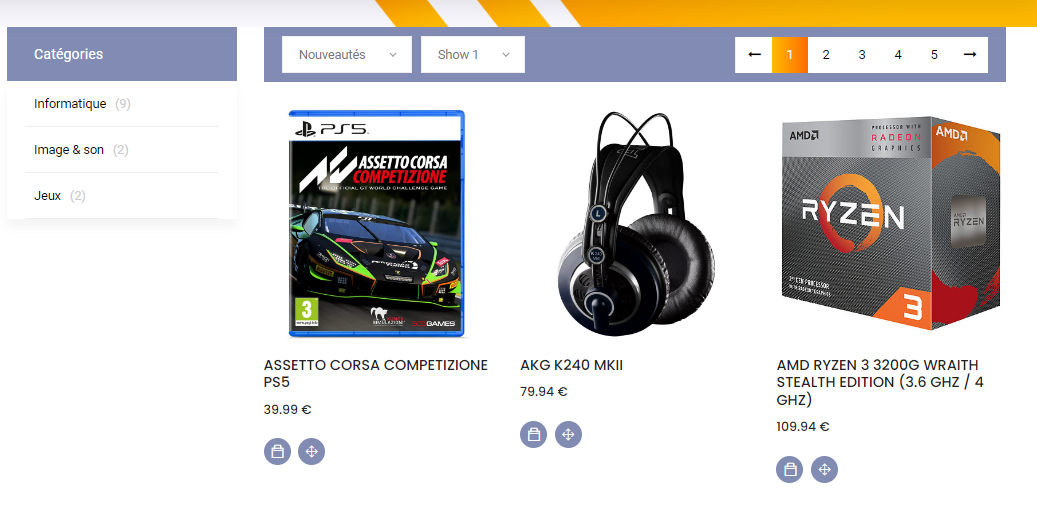 Catégories
Informatique (9)
Image & son (2)
Jeux (2)
Nouveautés
Show 1
← 1 2 3 4 5 →
PS5
ASSETTO CORSA
COMPETIZIONE
THE OFFICIAL GT WORLD CHALLENGE GAME
3
GAMES
ASSETTO CORSA COMPETIZIONE
PS5
39.99 €
L
K 240
AKG K240 MKII
79.94 €
AMD
PROCESSOR WITH
RADEON
GRAPHICS
RYZEN
3
AMD
AMD
RYZEN
AMD RYZEN 3 3200G WRAITH
STEALTH EDITION (3.6 GHZ / 4
GHZ)
109.94 €